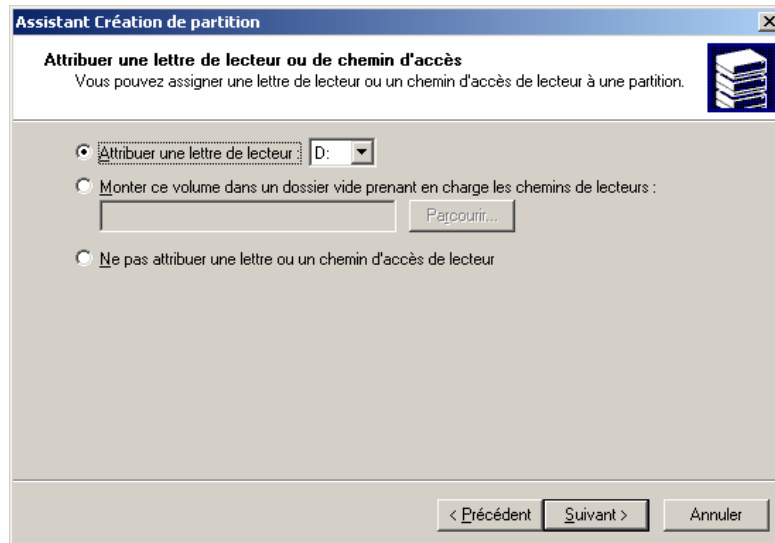 Assistant Création de partition
Attribuer une lettre de lecteur ou de chemin d'accès
Vous pouvez assigner une lettre de lecteur ou un chemin d'accès de lecteur à une partition.
Attribuer une lettre de lecteur : D:
Monter ce volume dans un dossier vide prenant en charge les chemins de lecteurs :
Parcourir...
Ne pas attribuer une lettre ou un chemin d'accès de lecteur
< Précédent Suivant > Annuler